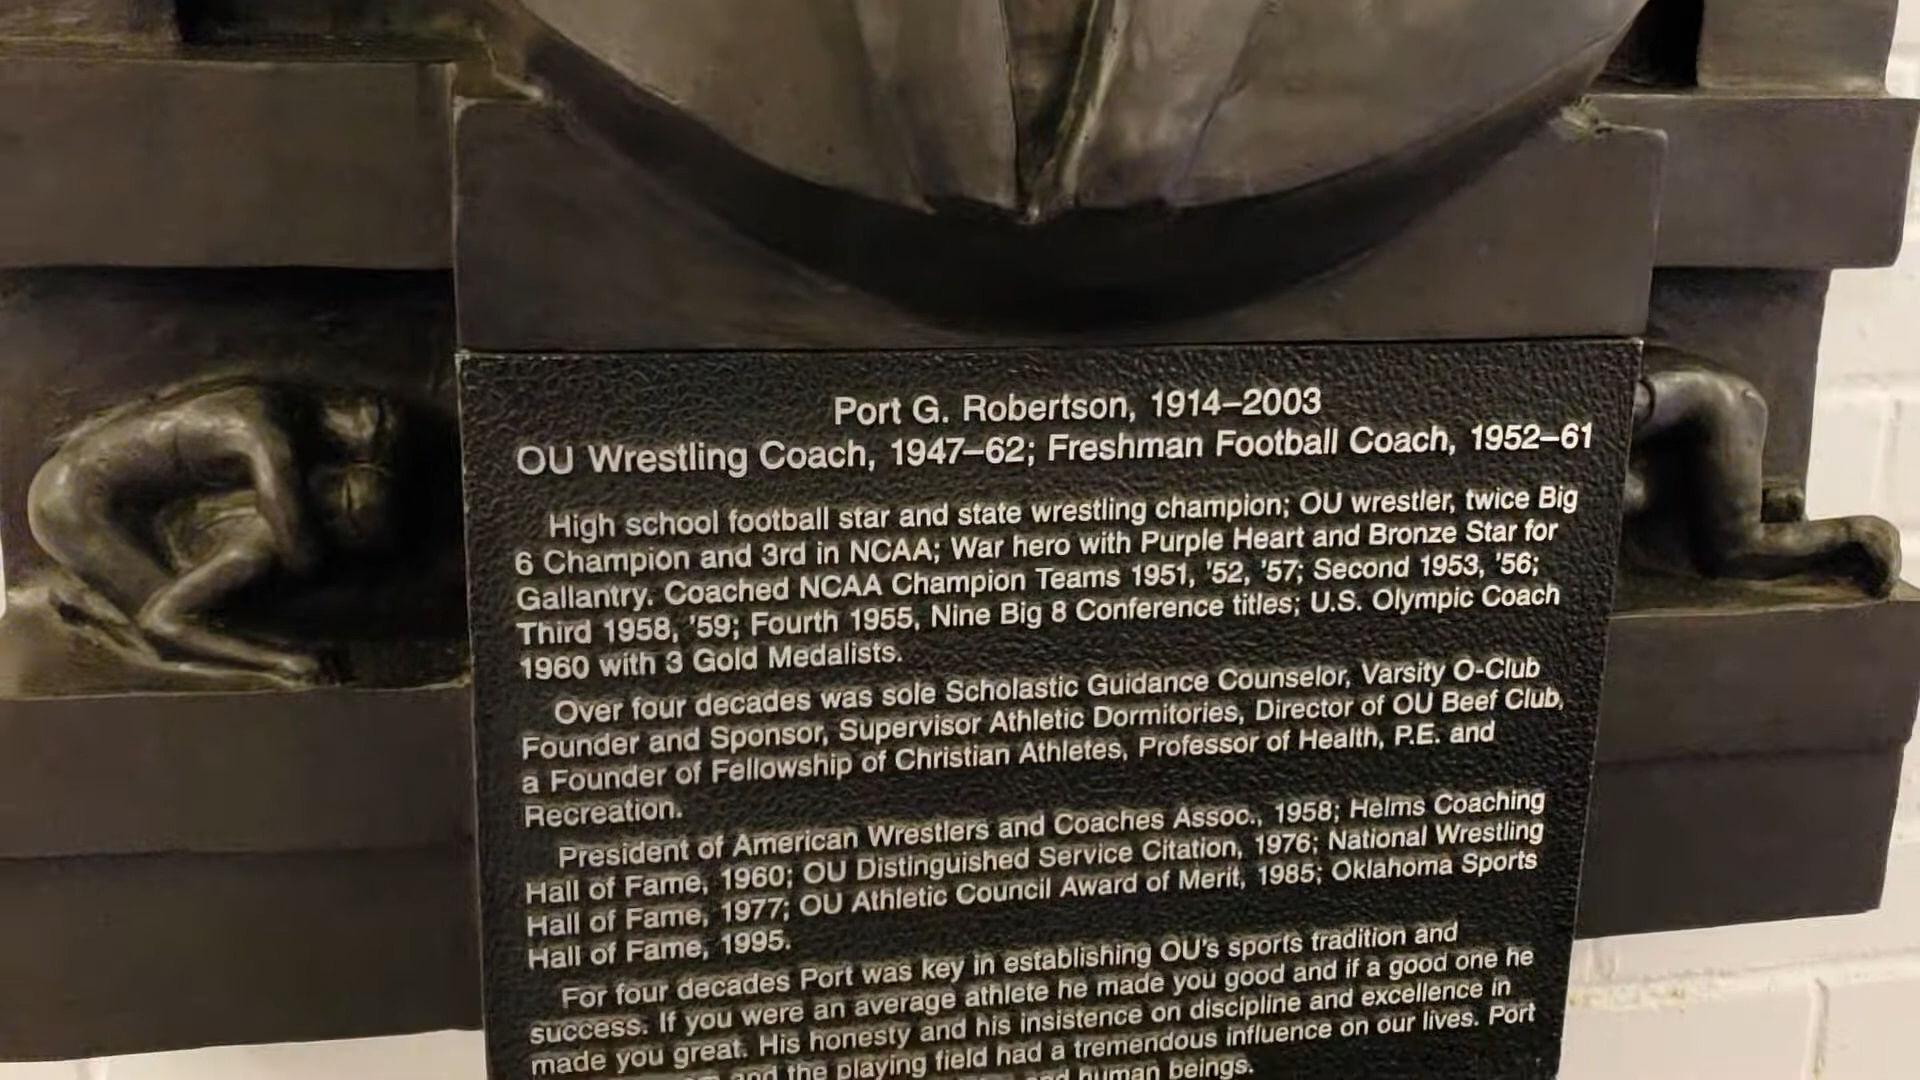 Port G. Robertson, 1914–2003
OU Wrestling Coach, 1947–62; Freshman Football Coach, 1952–61
High school football star and state wrestling champion; OU wrestler, twice Big
6 Champion and 3rd in NCAA; War hero with Purple Heart and Bronze Star for
Gallantry. Coached NCAA Champion Teams 1951, '52, '57; Second 1953, '56;
Third 1958, '59; Fourth 1955, Nine Big 8 Conference titles; U.S. Olympic Coach
1960 with 3 Gold Medalists.
Over four decades was sole Scholastic Guidance Counselor, Varsity O-Club
Founder and Sponsor, Supervisor Athletic Dormitories, Director of OU Beef Club,
a Founder of Fellowship of Christian Athletes, Professor of Health, P.E. and
Recreation.
President of American Wrestlers and Coaches Assoc., 1958; Helms Coaching
Hall of Fame, 1960; OU Distinguished Service Citation, 1976; National Wrestling
Hall of Fame, 1977; OU Athletic Council Award of Merit, 1985; Oklahoma Sports
Hall of Fame, 1995.
For four decades Port was key in establishing OU's sports tradition and
success. If you were an average athlete he made you good and if a good one he
made you great. His honesty and his insistence on discipline and excellence in
and the playing field had a tremendous influence on our lives. Port
human beings.